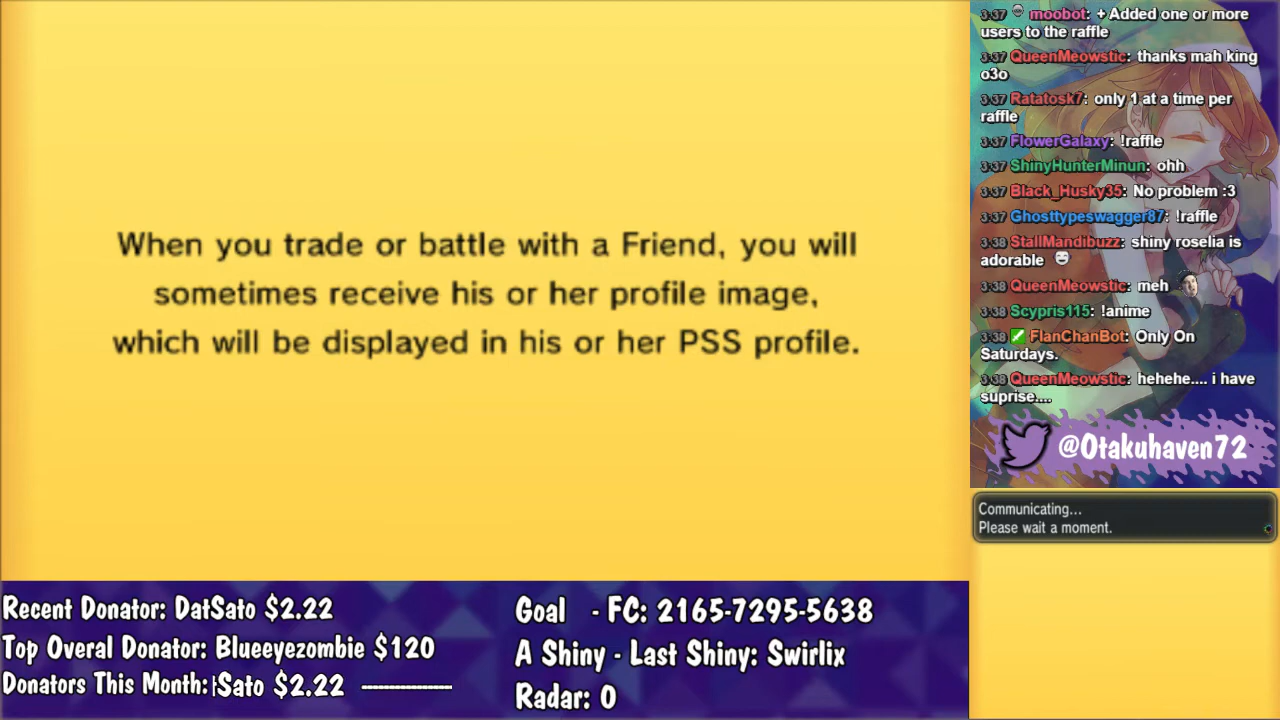 When you trade or battle with a Friend, you will
sometimes receive his or her profile image,
which will be displayed in his or her PSS profile.
3:37 moobot: + Added one or more
users to the raffle
3:37 QueenMeowstic: thanks mah king
o3o
3:37 Ratatosk7: only 1 at a time per
raffle
3:37 FlowerGalaxy: !raffle
3:37 ShinyHunterMinun: ohh
3:37 Black_Husky35: No problem :3
3:37 Ghosttypeswagger87: !raffle
3:38 StallMandibuzz: shiny roselia is
adorable
3:38 QueenMeowstic: meh
3:38 Scypris115: !anime
3:38 FlanChanBot: Only On
Saturdays.
3:38 QueenMeowstic: hehehe.... i have
suprise....
@Otakuhaven72
Communicating...
Please wait a moment.
Recent Donator: DatSato $2.22
Top Overal Donator: Blueeyezombie $120
Donators This Month: tSato $2.22 ----------------
Goal - FC: 2165-7295-5638
A Shiny - Last Shiny: Swirlix
Radar: 0